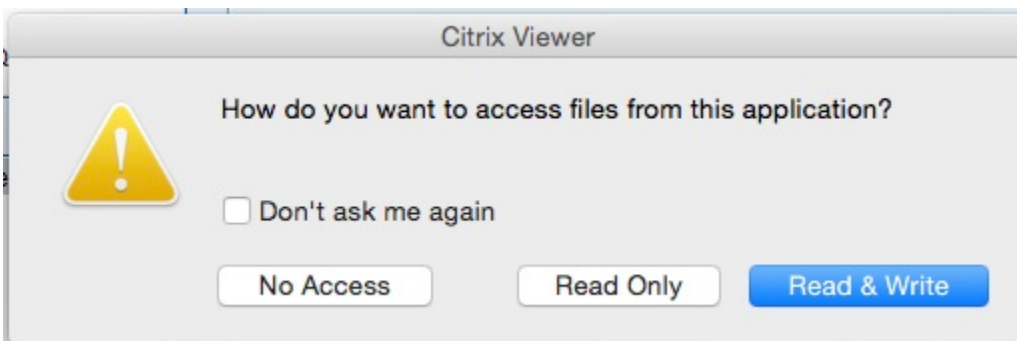 Citrix Viewer
How do you want to access files from this application?
Don't ask me again
No Access
Read Only
Read & Write